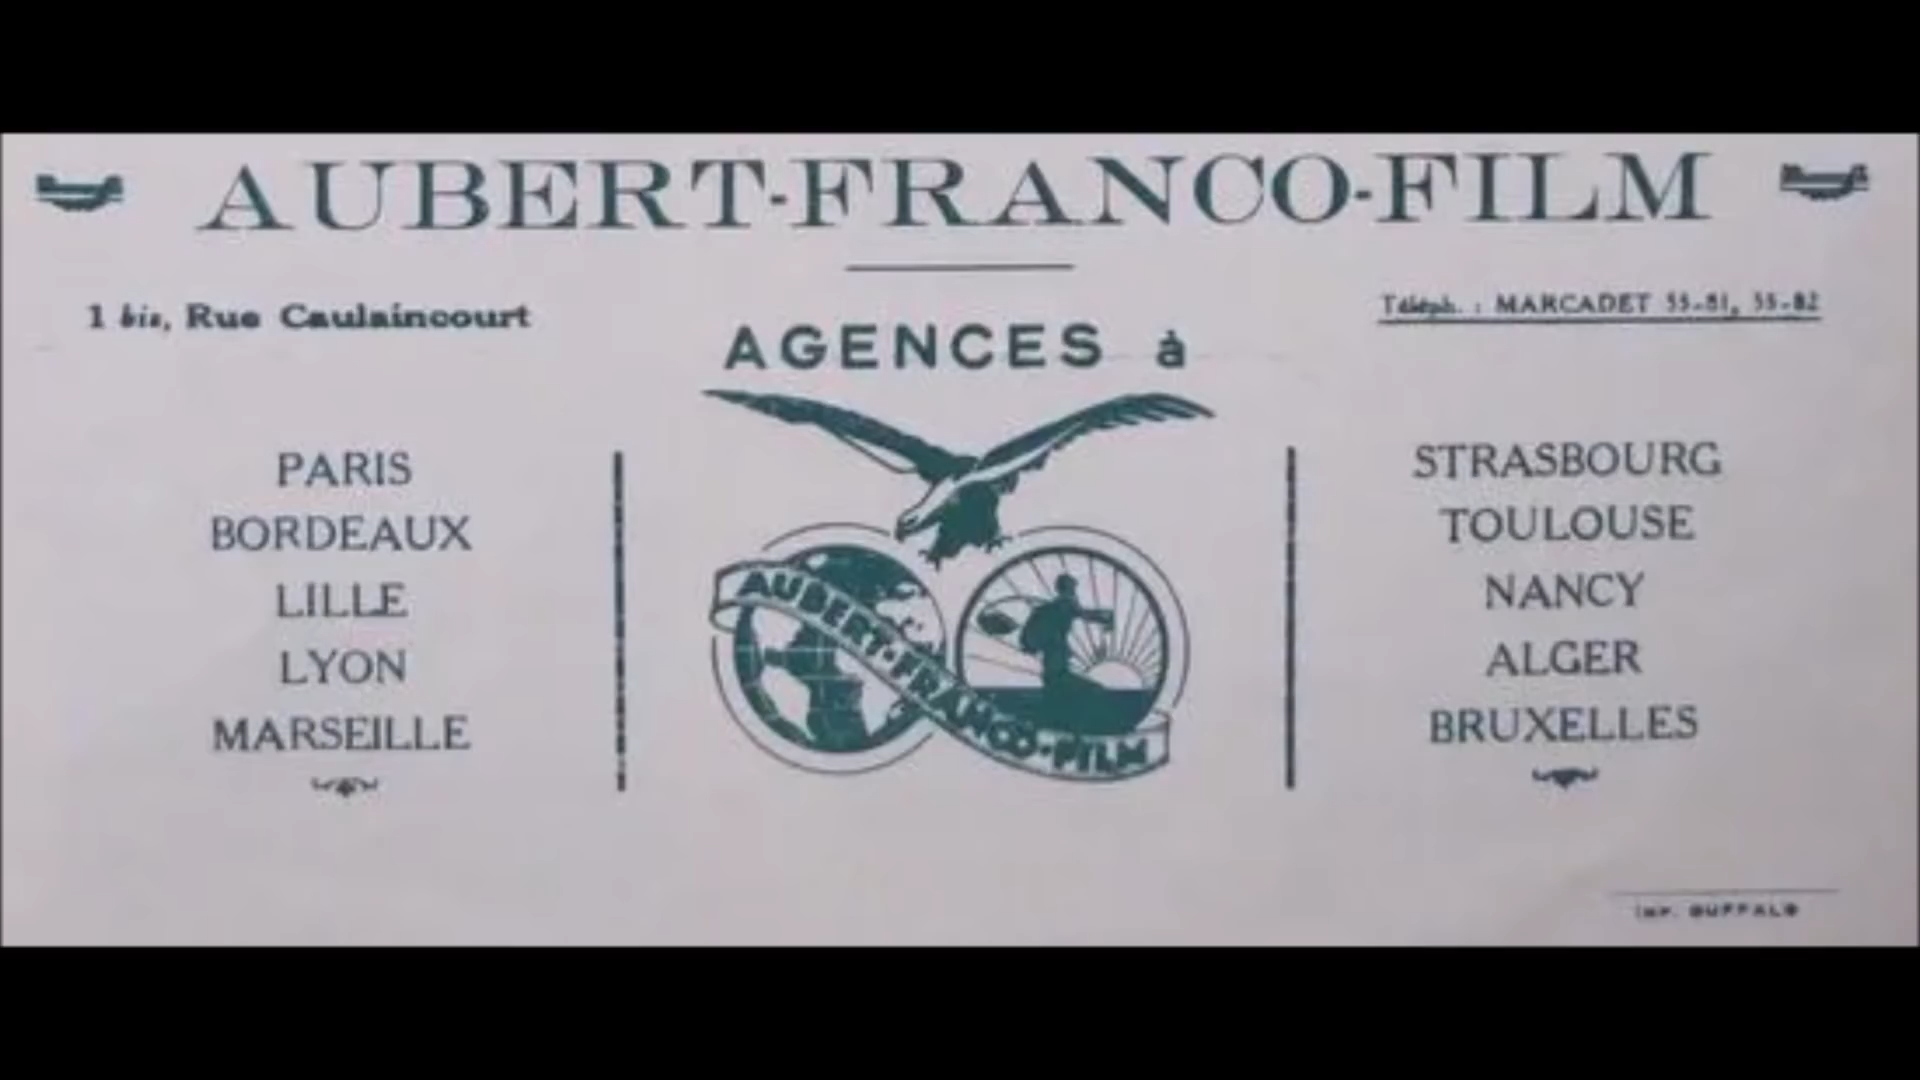 AUBERT-FRANCO-FILM
1 bis, Rue Caulaincourt
Téléph. : MARCADET 55-81, 55-82
AGENCES à
PARIS
BORDEAUX
LILLE
LYON
MARSEILLE
AUBERT-FRANCO-FILM
STRASBOURG
TOULOUSE
NANCY
ALGER
BRUXELLES
IMP. BUFFALO